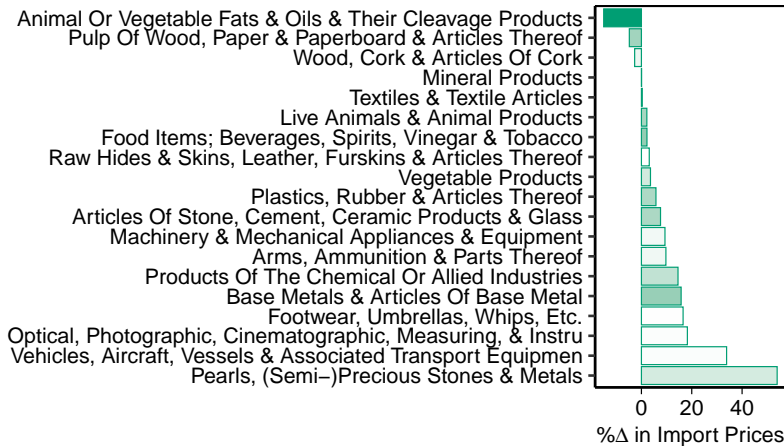 Animal Or Vegetable Fats & Oils & Their Cleavage Products
Pulp Of Wood, Paper & Paperboard & Articles Thereof
Wood, Cork & Articles Of Cork
Mineral Products
Textiles & Textile Articles
Live Animals & Animal Products
Food Items; Beverages, Spirits, Vinegar & Tobacco
Raw Hides & Skins, Leather, Furskins & Articles Thereof
Vegetable Products
Plastics, Rubber & Articles Thereof
Articles Of Stone, Cement, Ceramic Products & Glass
Machinery & Mechanical Appliances & Equipment
Arms, Ammunition & Parts Thereof
Products Of The Chemical Or Allied Industries
Base Metals & Articles Of Base Metal
Footwear, Umbrellas, Whips, Etc.
Optical, Photographic, Cinematographic, Measuring, & Instru
Vehicles, Aircraft, Vessels & Associated Transport Equipmen
Pearls, (Semi−)Precious Stones & Metals
0 20 40
%Δ in Import Prices